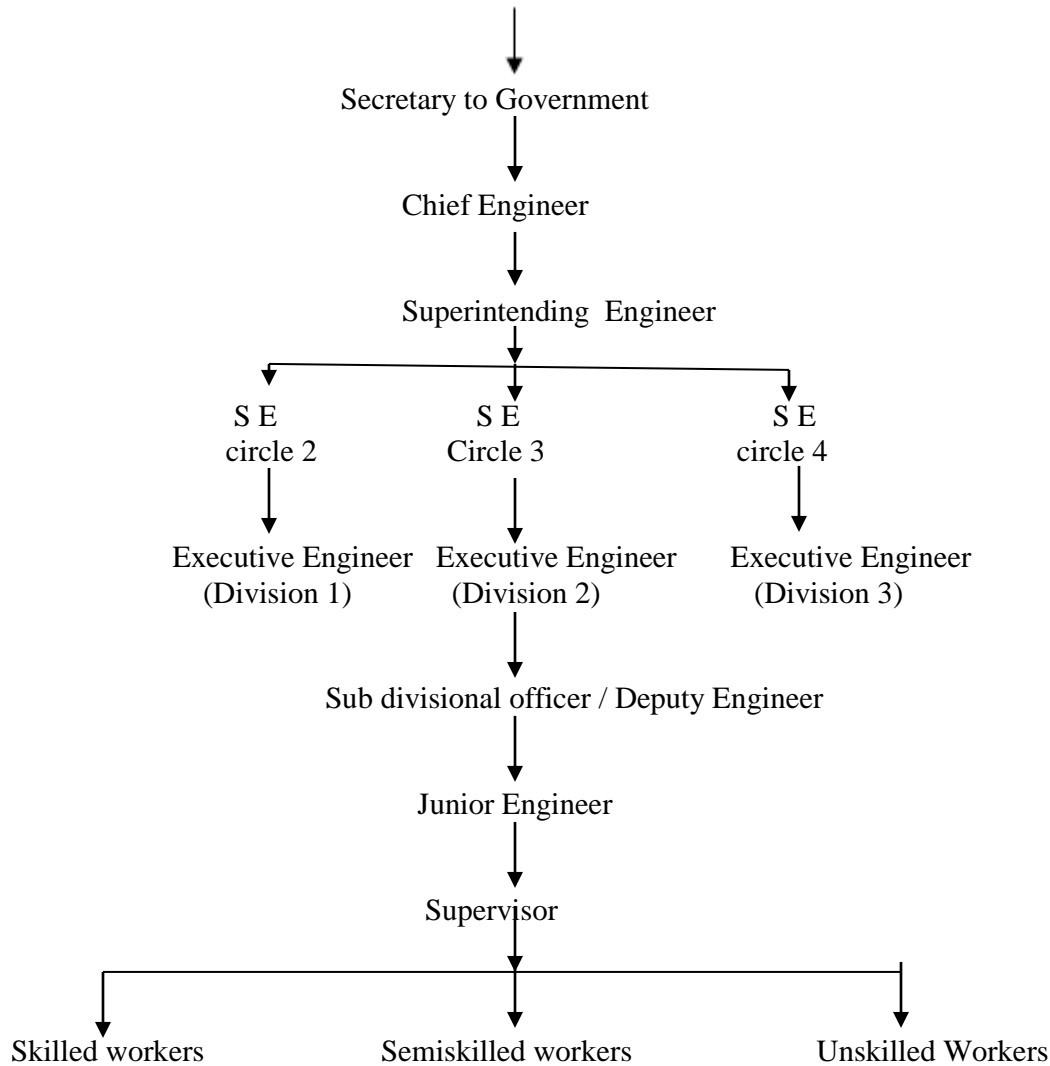 Secretary to Government
Chief Engineer
Superintending Engineer
S E
circle 2
S E
Circle 3
S E
circle 4
Executive Engineer
(Division 1)
Executive Engineer
(Division 2)
Executive Engineer
(Division 3)
Sub divisional officer / Deputy Engineer
Junior Engineer
Supervisor
Skilled workers
Semiskilled workers
Unskilled Workers